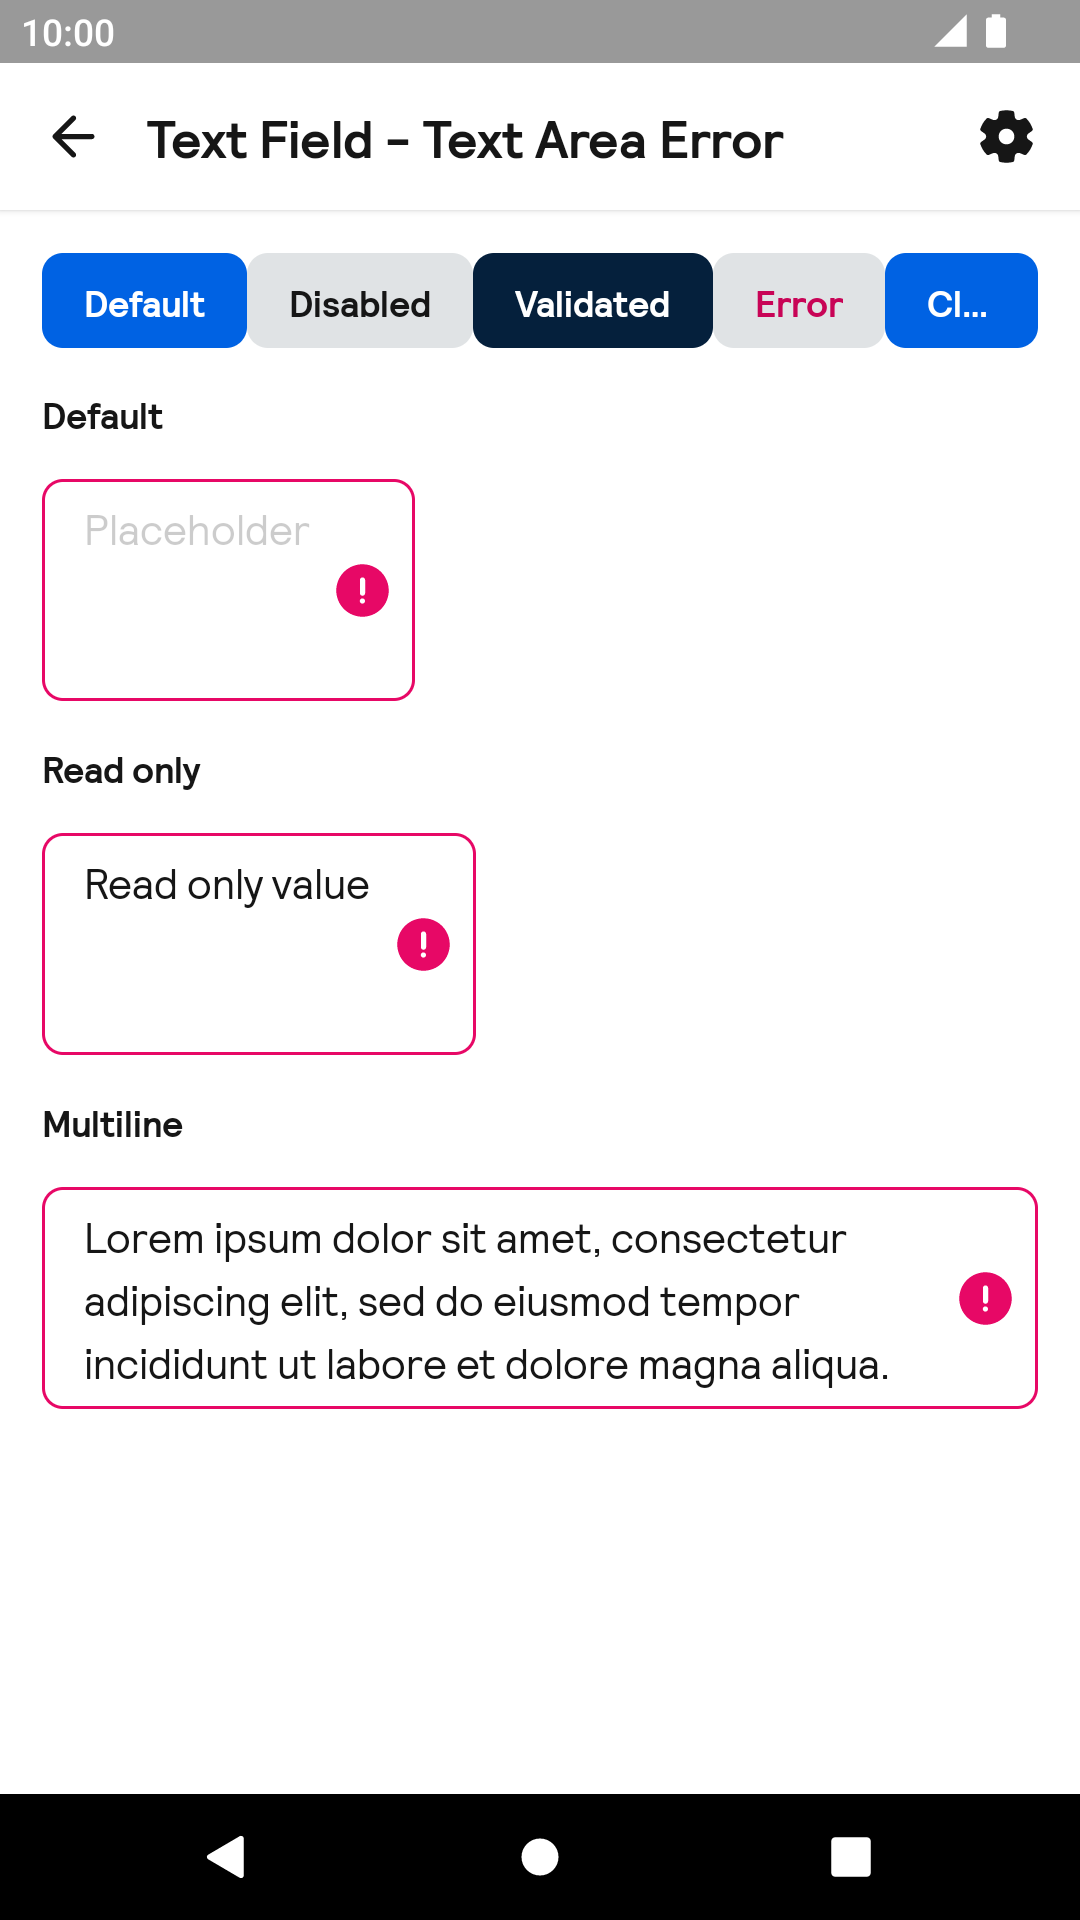 10:00
Text Field - Text Area Error
Default Disabled Validated Error Cl...
Default
Placeholder
Read only
Read only value
Multiline
Lorem ipsum dolor sit amet, consectetur
adipiscing elit, sed do eiusmod tempor
incididunt ut labore et dolore magna aliqua.